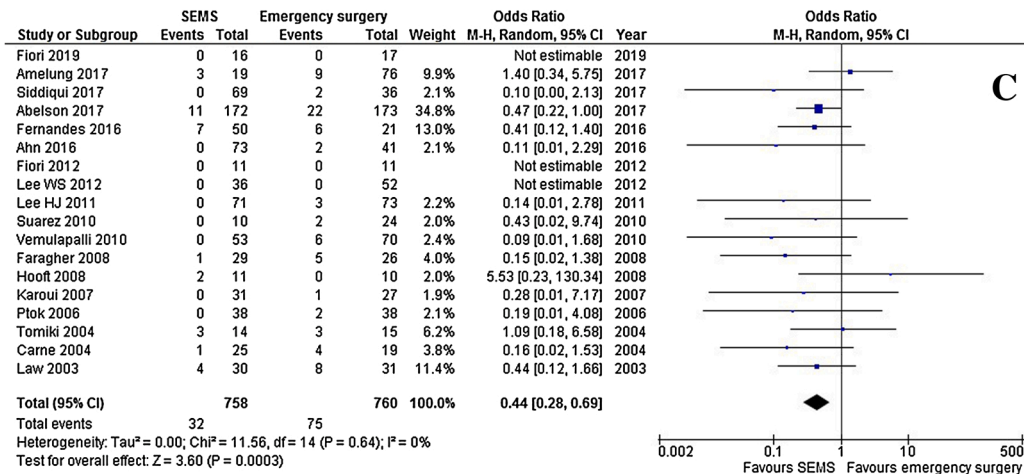 SEMS Emergency surgery Odds Ratio Odds Ratio
Study or Subgroup Events Total Events Total Weight M-H, Random, 95% CI Year M-H, Random, 95% CI
Fiori 2019 0 16 0 17 Not estimable 2019
Amelung 2017 3 19 9 76 9.9% 1.40 [0.34, 5.75] 2017
Siddiqui 2017 0 69 2 36 2.1% 0.10 [0.00, 2.13] 2017
C
Abelson 2017 11 172 22 173 34.8% 0.47 [0.22, 1.00] 2017
Fernandes 2016 7 50 6 21 13.0% 0.41 [0.12, 1.40] 2016
Ahn 2016 0 73 2 41 2.1% 0.11 [0.01, 2.29] 2016
Fiori 2012 0 11 0 11 Not estimable 2012
Lee WS 2012 0 36 0 52 Not estimable 2012
Lee HJ 2011 0 71 3 73 2.2% 0.14 [0.01, 2.78] 2011
Suarez 2010 0 10 2 24 2.0% 0.43 [0.02, 9.74] 2010
Vemulapalli 2010 0 53 6 70 2.4% 0.09 [0.01, 1.68] 2010
Faragher 2008 1 29 5 26 4.0% 0.15 [0.02, 1.38] 2008
Hooft 2008 2 11 0 10 2.0% 5.53 [0.23, 130.34] 2008
Karoui 2007 0 31 1 27 1.9% 0.28 [0.01, 7.17] 2007
Ptok 2006 0 38 2 38 2.1% 0.19 [0.01, 4.08] 2006
Tomiki 2004 3 14 3 15 6.2% 1.09 [0.18, 6.58] 2004
Carne 2004 1 25 4 19 3.8% 0.16 [0.02, 1.53] 2004
Law 2003 4 30 8 31 11.4% 0.44 [0.12, 1.66] 2003
Total (95% CI) 758 760 100.0% 0.44 [0.28, 0.69]
Total events 32 75
Heterogeneity: Tau² = 0.00; Chi² = 11.56, df = 14 (P = 0.64); I² = 0%
Test for overall effect: Z = 3.60 (P = 0.0003)
0.002 0.1 1 10 500
Favours SEMS Favours emergency surgery